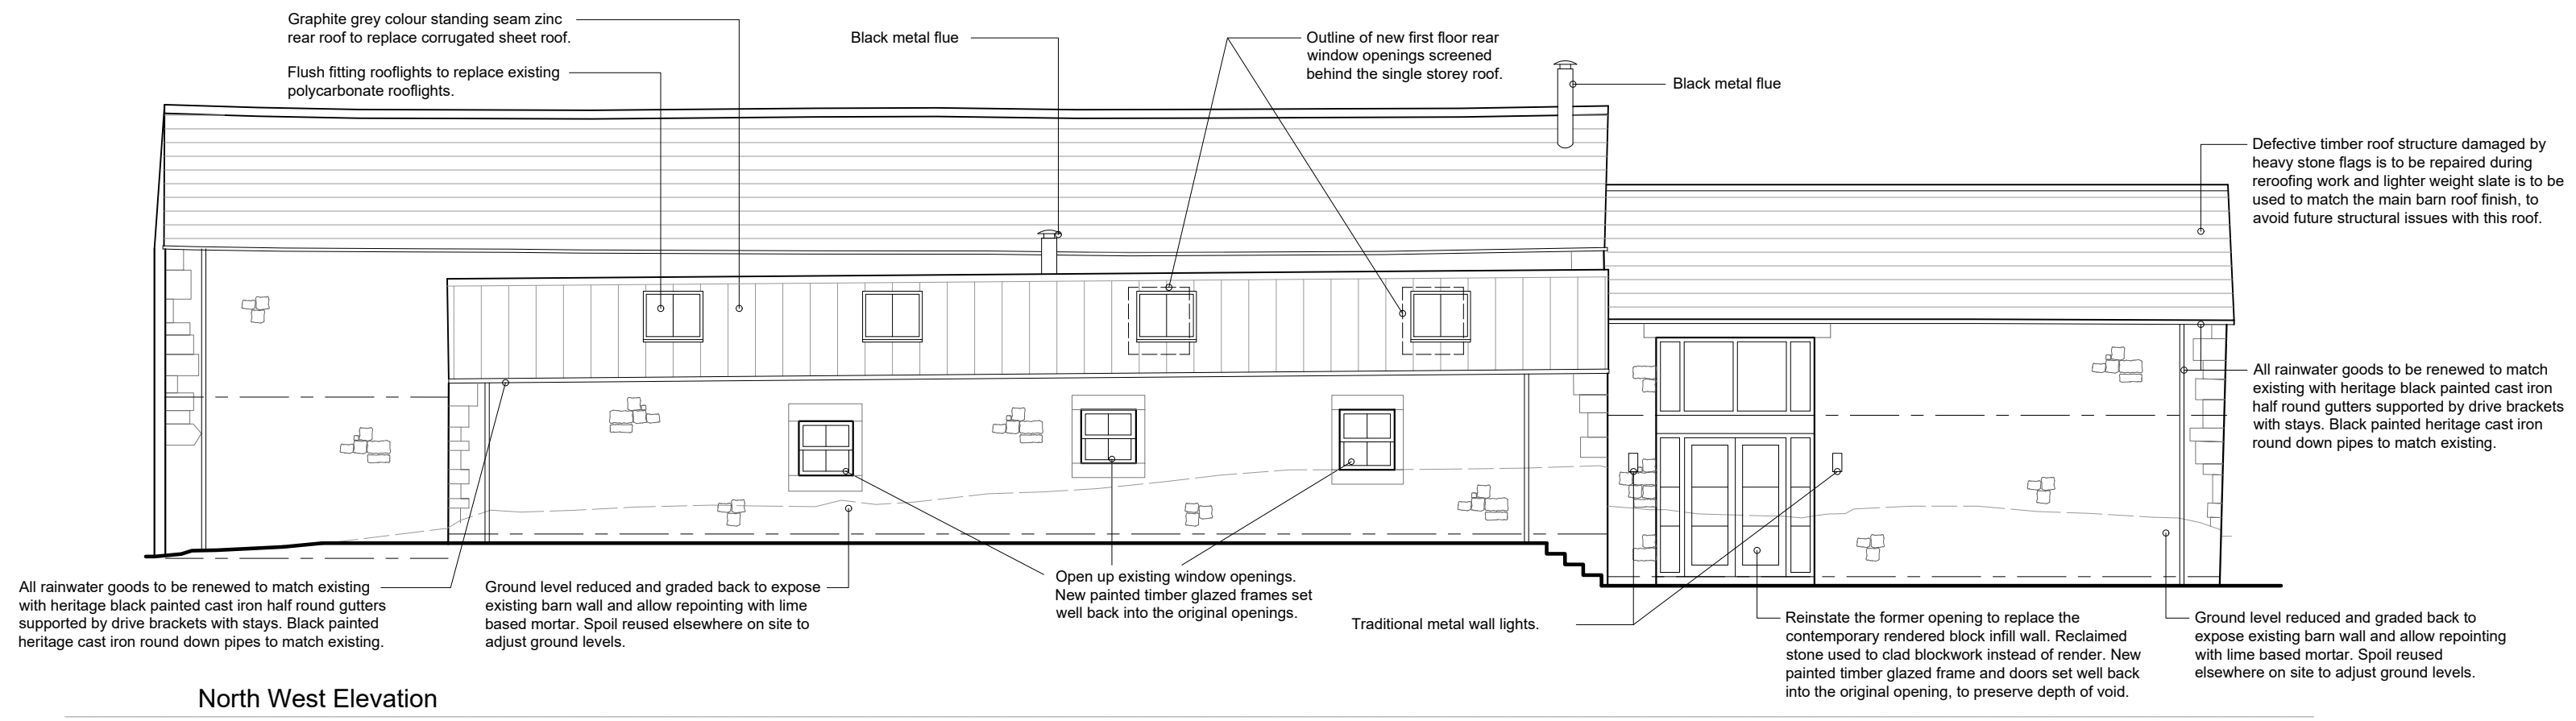 Graphite grey colour standing seam zinc
rear roof to replace corrugated sheet roof.
Flush fitting rooflights to replace existing
polycarbonate rooflights.
Black metal flue
Outline of new first floor rear
window openings screened
behind the single storey roof.
Black metal flue
Defective timber roof structure damaged by
heavy stone flags is to be repaired during
reroofing work and lighter weight slate is to be
used to match the main barn roof finish, to
avoid future structural issues with this roof.
All rainwater goods to be renewed to match
existing with heritage black painted cast iron
half round gutters supported by drive brackets
with stays. Black painted heritage cast iron
round down pipes to match existing.
All rainwater goods to be renewed to match existing
with heritage black painted cast iron half round gutters
supported by drive brackets with stays. Black painted
heritage cast iron round down pipes to match existing.
Ground level reduced and graded back to expose
existing barn wall and allow repointing with lime
based mortar. Spoil reused elsewhere on site to
adjust ground levels.
Open up existing window openings.
New painted timber glazed frames set
well back into the original openings.
Traditional metal wall lights.
Reinstate the former opening to replace the
contemporary rendered block infill wall. Reclaimed
stone used to clad blockwork instead of render. New
painted timber glazed frame and doors set well back
into the original opening, to preserve depth of void.
Ground level reduced and graded back to
expose existing barn wall and allow repointing
with lime based mortar. Spoil reused
elsewhere on site to adjust ground levels.
North West Elevation